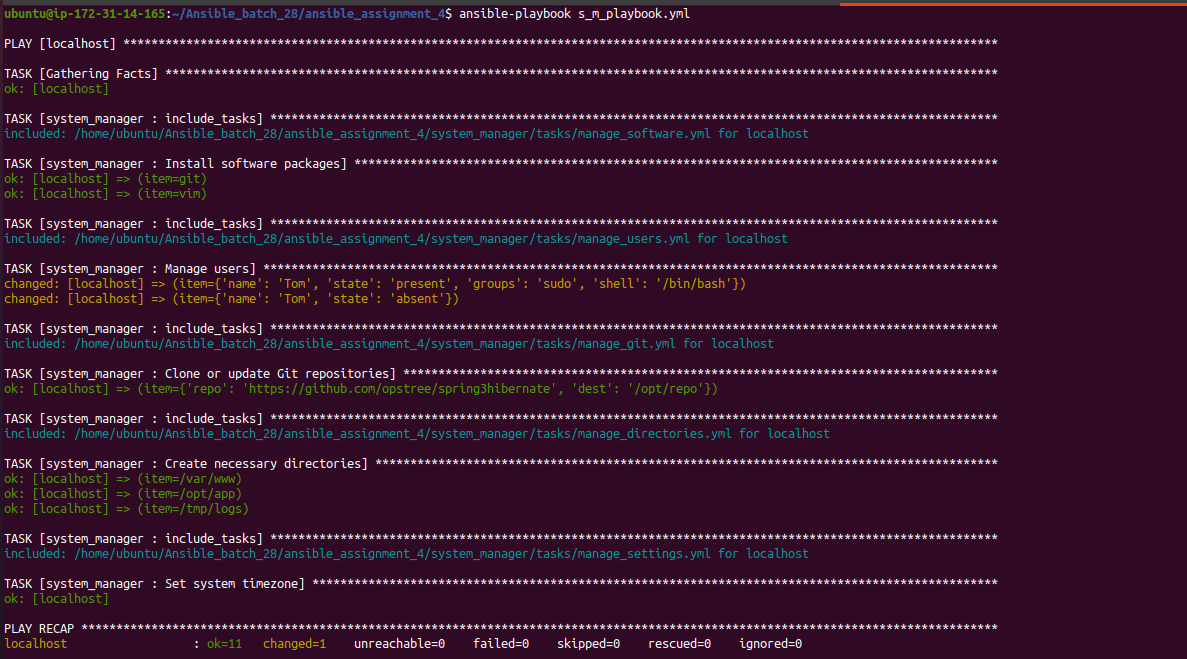 ubuntu@ip-172-31-14-165:~/Ansible_batch_28/ansible_assignment_4$ ansible-playbook s_m_playbook.yml
PLAY [localhost] *****************************************************************************************************************************
TASK [Gathering Facts] ***********************************************************************************************************************
ok: [localhost]
TASK [system_manager : include_tasks] ********************************************************************************************************
included: /home/ubuntu/Ansible_batch_28/ansible_assignment_4/system_manager/tasks/manage_software.yml for localhost
TASK [system_manager : Install software packages] ********************************************************************************************
ok: [localhost] => (item=git)
ok: [localhost] => (item=vim)
TASK [system_manager : include_tasks] ********************************************************************************************************
included: /home/ubuntu/Ansible_batch_28/ansible_assignment_4/system_manager/tasks/manage_users.yml for localhost
TASK [system_manager : Manage users] *********************************************************************************************************
changed: [localhost] => (item={'name': 'Tom', 'state': 'present', 'groups': 'sudo', 'shell': '/bin/bash'})
changed: [localhost] => (item={'name': 'Tom', 'state': 'absent'})
TASK [system_manager : include_tasks] ********************************************************************************************************
included: /home/ubuntu/Ansible_batch_28/ansible_assignment_4/system_manager/tasks/manage_git.yml for localhost
TASK [system_manager : Clone or update Git repositories] *************************************************************************************
ok: [localhost] => (item={'repo': 'https://github.com/opstree/spring3hibernate', 'dest': '/opt/repo'})
TASK [system_manager : include_tasks] ********************************************************************************************************
included: /home/ubuntu/Ansible_batch_28/ansible_assignment_4/system_manager/tasks/manage_directories.yml for localhost
TASK [system_manager : Create necessary directories] *****************************************************************************************
ok: [localhost] => (item=/var/www)
ok: [localhost] => (item=/opt/app)
ok: [localhost] => (item=/tmp/logs)
TASK [system_manager : include_tasks] ********************************************************************************************************
included: /home/ubuntu/Ansible_batch_28/ansible_assignment_4/system_manager/tasks/manage_settings.yml for localhost
TASK [system_manager : Set system timezone] **************************************************************************************************
ok: [localhost]
PLAY RECAP ***********************************************************************************************************************************
localhost                  : ok=11   changed=1    unreachable=0    failed=0    skipped=0    rescued=0    ignored=0